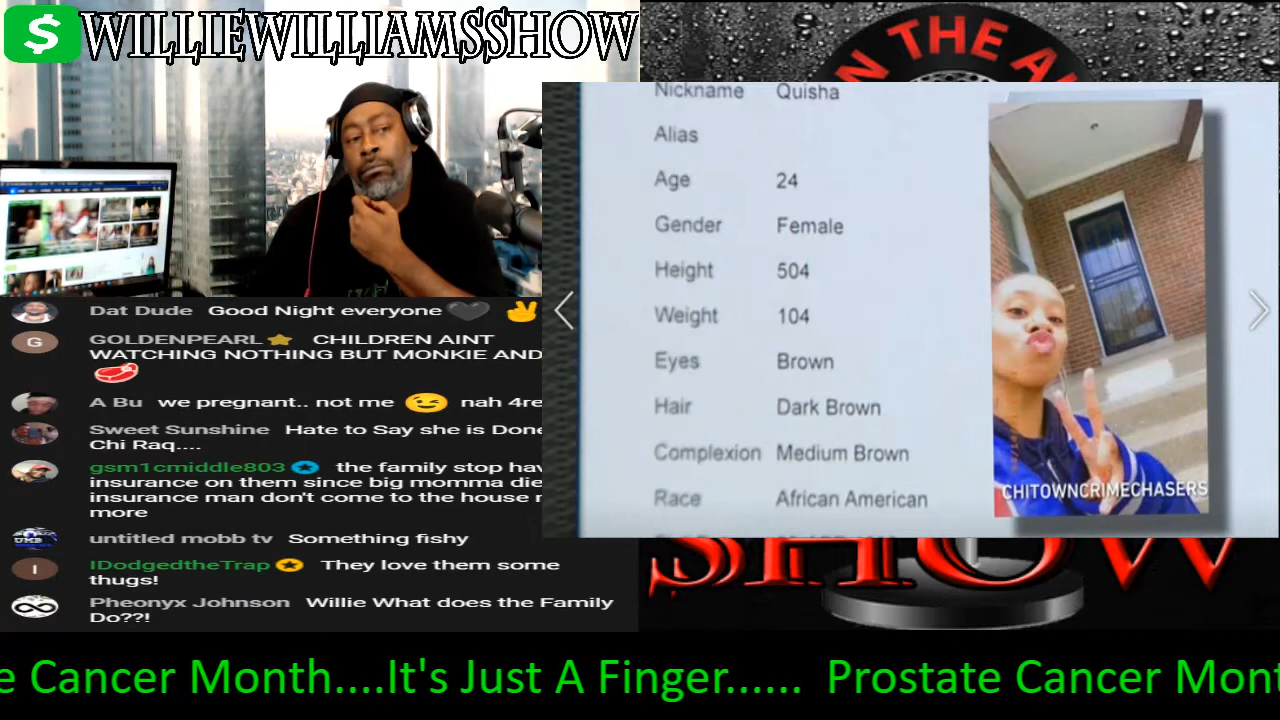 $ WILLIEWILLIAMSSHOW
N THE A
Nickname Quisha
Alias
Age 24
Gender Female
Height 504
Weight 104
Eyes Brown
Hair Dark Brown
Complexion Medium Brown
Race African American
CHITOWNCRIMECHASERS
Dat Dude Good Night everyone
G GOLDENPEARL CHILDREN AINT
WATCHING NOTHING BUT MONKIE AND
A Bu we pregnant.. not me nah 4re
Sweet Sunshine Hate to Say she is Done
Chi Raq....
gsm1cmiddle803 the family stop hav
insurance on them since big momma die
insurance man don't come to the house
more
untitled mobb tv Something fishy
I IDodgedtheTrap They love them some
thugs!
Pheonyx Johnson Willie What does the Family
Do??!
SHOW
e Cancer Month....It's Just A Finger...... Prostate Cancer Mont